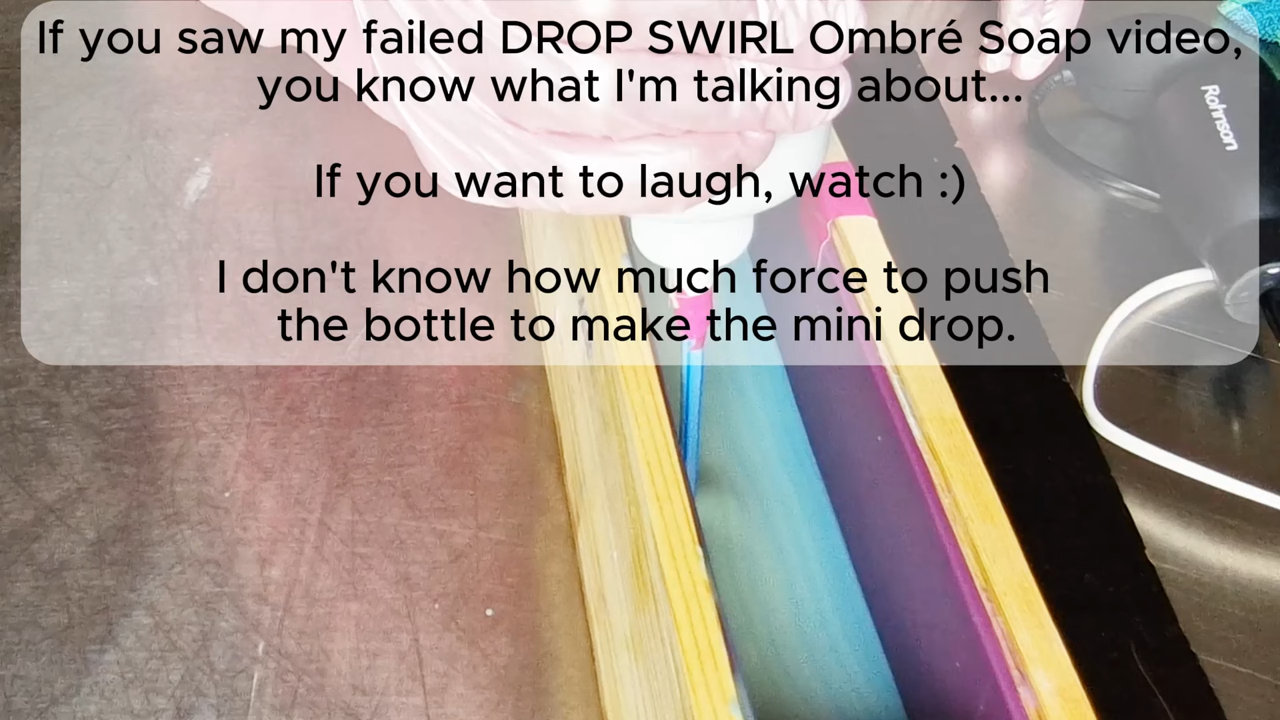 If you saw my failed DROP SWIRL Ombré Soap video,
you know what I'm talking about...
If you want to laugh, watch :)
I don't know how much force to push
the bottle to make the mini drop.
Rohnson